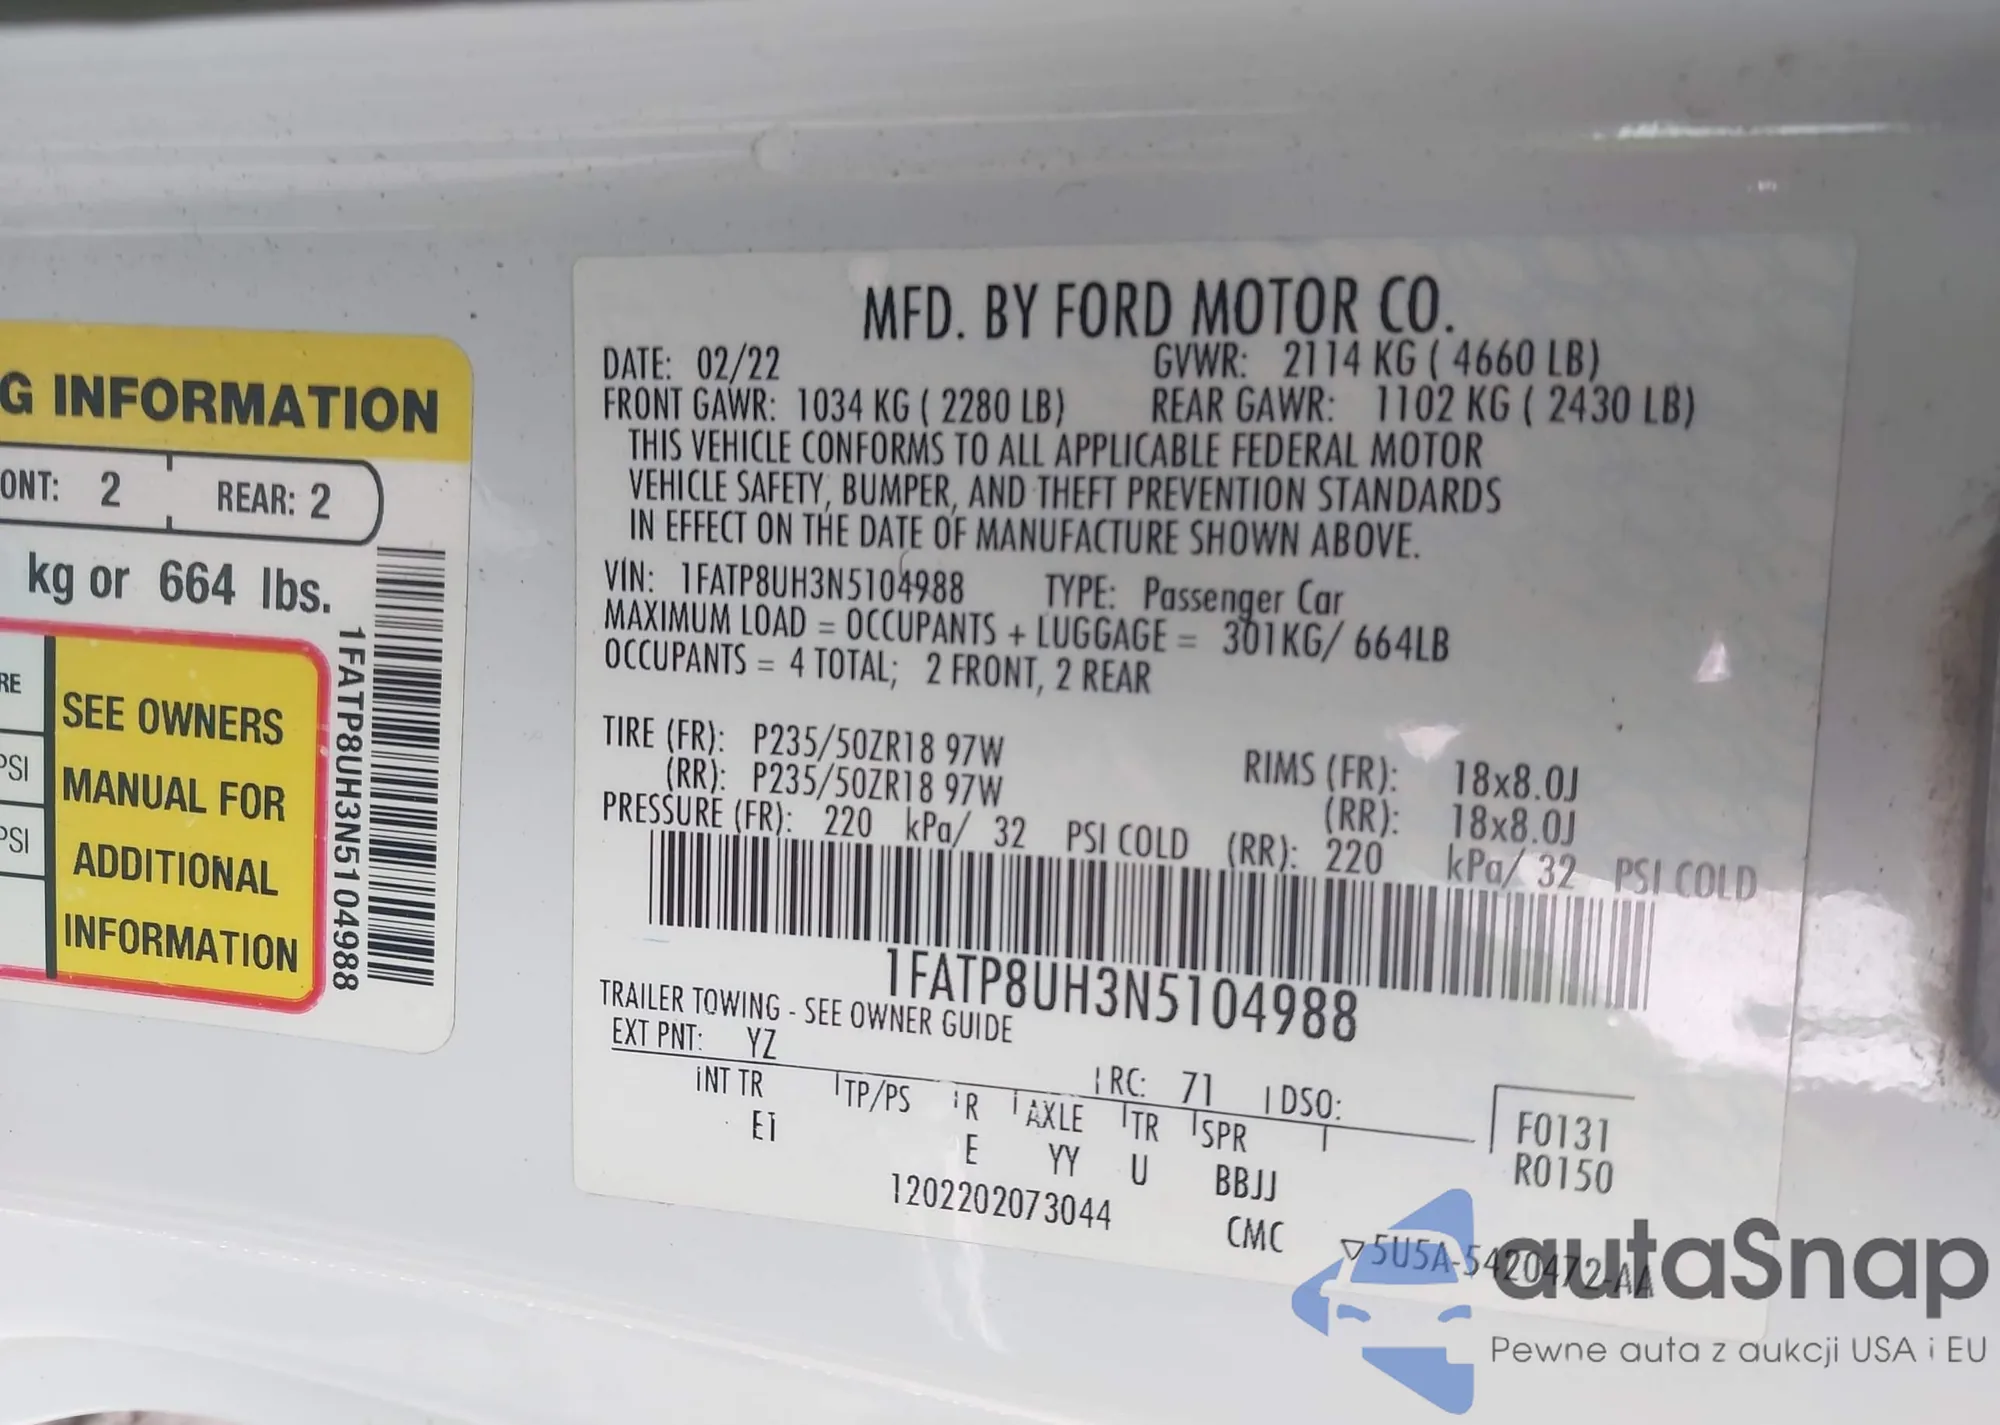 G INFORMATION
ONT: 2 REAR: 2
kg or 664 lbs.
RE
PSI
PSI
SEE OWNERS
MANUAL FOR
ADDITIONAL
INFORMATION
1FATP8UH3N5104988
MFD. BY FORD MOTOR CO.
DATE: 02/22 GVWR: 2114 KG ( 4660 LB)
FRONT GAWR: 1034 KG ( 2280 LB) REAR GAWR: 1102 KG ( 2430 LB)
THIS VEHICLE CONFORMS TO ALL APPLICABLE FEDERAL MOTOR
VEHICLE SAFETY, BUMPER, AND THEFT PREVENTION STANDARDS
IN EFFECT ON THE DATE OF MANUFACTURE SHOWN ABOVE.
VIN: 1FATP8UH3N5104988 TYPE: Passenger Car
MAXIMUM LOAD = OCCUPANTS + LUGGAGE = 301KG/ 664LB
OCCUPANTS = 4 TOTAL; 2 FRONT, 2 REAR
TIRE (FR): P235/50ZR18 97W RIMS (FR): 18x8.0J
(RR): P235/50ZR18 97W (RR): 18x8.0J
PRESSURE (FR): 220 kPa/ 32 PSI COLD (RR): 220 kPa/ 32 PSI COLD
1FATP8UH3N5104988
TRAILER TOWING - SEE OWNER GUIDE
EXT PNT: YZ RC: 71 DSO:
INT TR TP/PS R AXLE TR SPR F0131
EI E YY U BBJJ R0150
1202202073044 CMC ▽5U5A-5420472-AA
autaSnap
Pewne auta z aukcji USA i EU